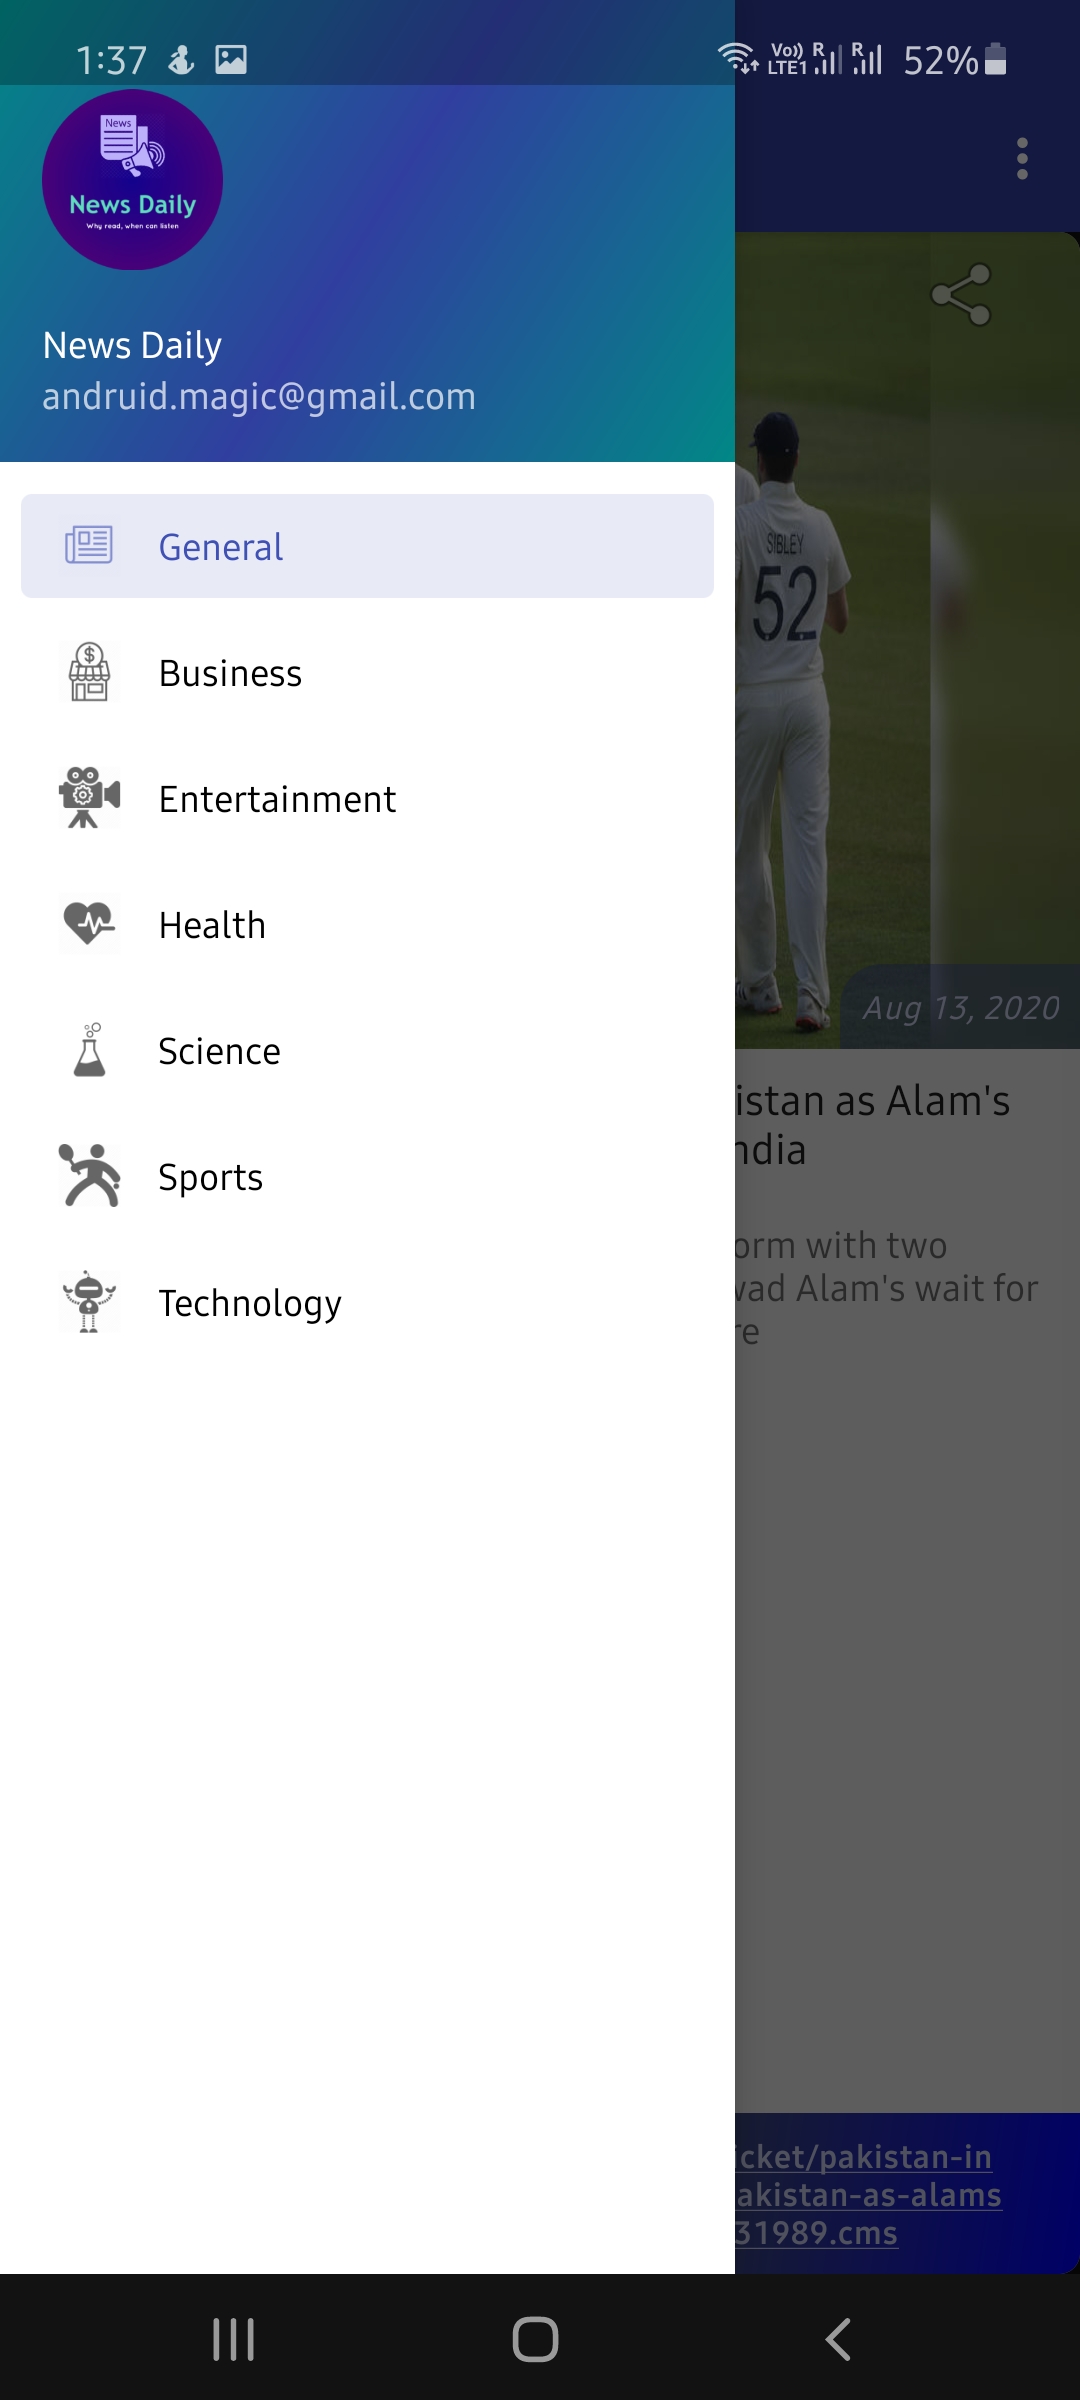 1:37
Vo)) LTE1 R R 52%
News
News Daily
Why read, when can listen
News Daily
andruid.magic@gmail.com
General
Business
Entertainment
Health
Science
Sports
Technology
SIBLEY
52
Aug 13, 2020
istan as Alam's
ndia
orm with two
wad Alam's wait for
re
icket/pakistan-in
akistan-as-alams
31989.cms